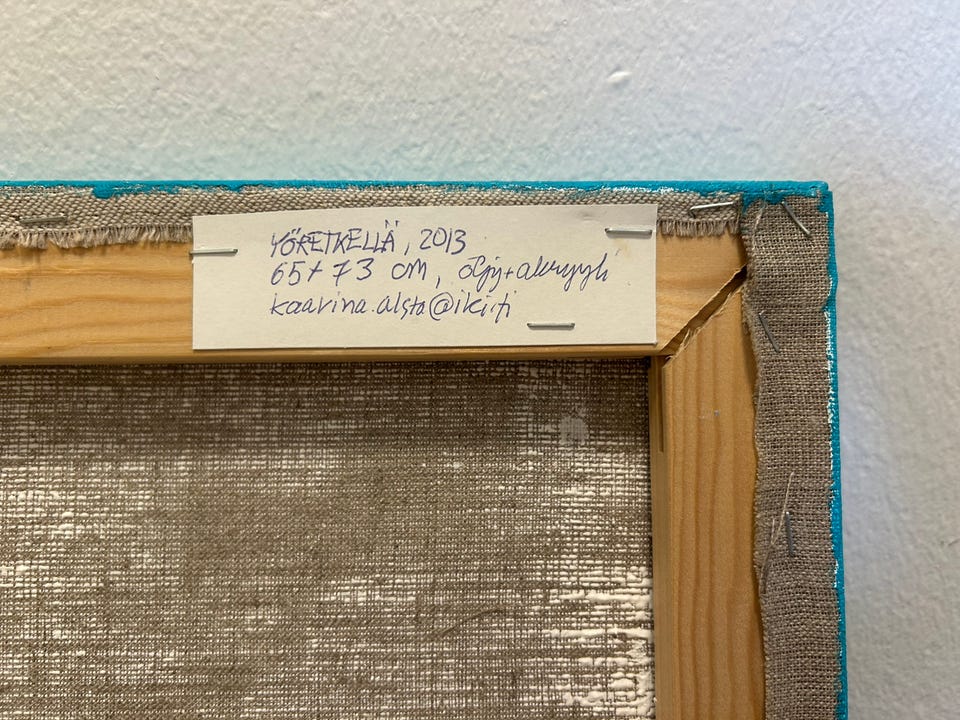 YÖRETKELLÄ, 2013
65+73 cm, öljy+akryyli
kaarina.alsta@iki.fi